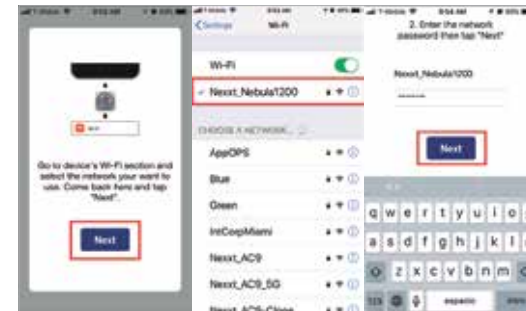 Go to device's Wi-Fi section and
select the network your want to
use. Come back here and tap
"Next".
Next
Settings
Wi-Fi
Wi-Fi
Nexxt_Nebula1200
CHOOSE A NETWORK...
AppOPS
Blue
Green
IntCorpMiami
Nexxt_AC9
Nexxt_AC9_5G
2. Enter the network
password then tap "Next"
Nexxt_Nebula1200
Next
q w e r t y u i o
a s d f g h j k l
z x c v b n m
123 espacio